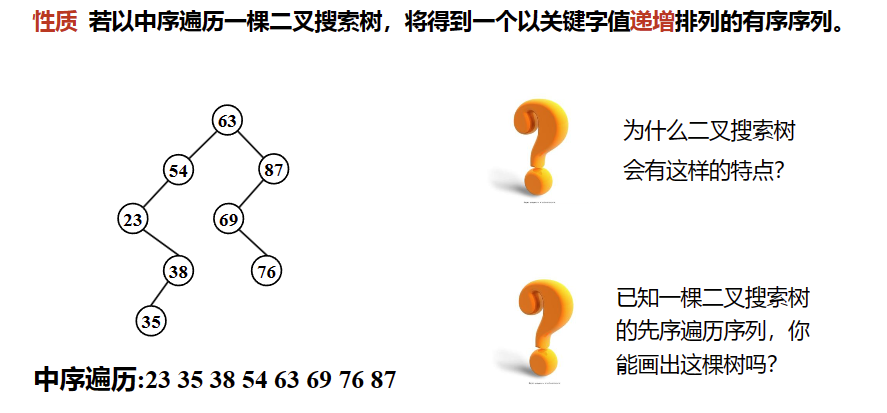 性质 若以中序遍历一棵二叉搜索树，将得到一个以关键字值递增排列的有序序列。
63
54
87
23
69
38
76
35
中序遍历:23 35 38 54 63 69 76 87
为什么二叉搜索树
会有这样的特点？
已知一棵二叉搜索树
的先序遍历序列，你
能画出这棵树吗？